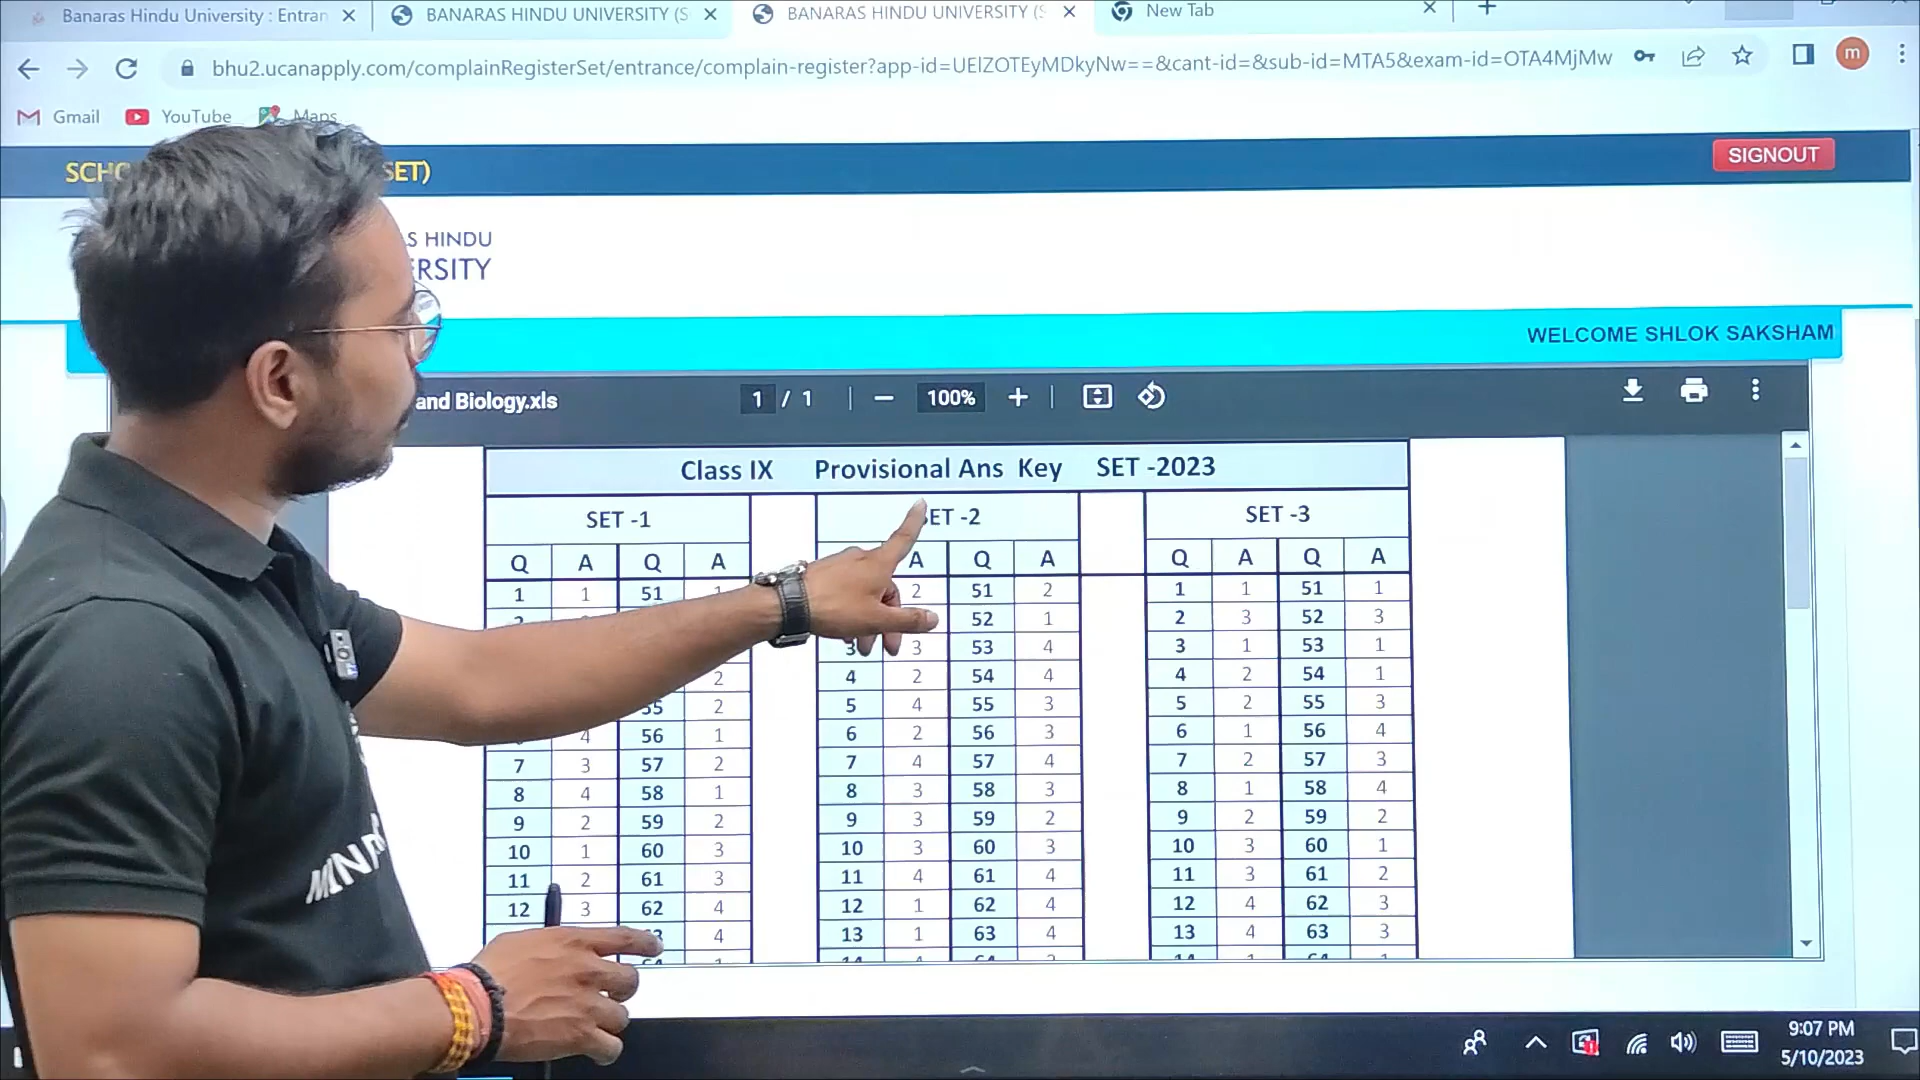 Banaras Hindu University : Entran
BANARAS HINDU UNIVERSITY (S
BANARAS HINDU UNIVERSITY (S
New Tab
bhu2.ucanapply.com/complainRegisterSet/entrance/complain-register?app-id=UElZOTEyMDkyNw==&cant-id=&sub-id=MTA5&exam-id=OTA4MjMw
m
Gmail YouTube Maps
SET)
SIGNOUT
S HINDU
RSITY
WELCOME SHLOK SAKSHAM
and Biology.xls
1 / 1
100%
Class IX Provisional Ans Key SET -2023
SET -1 SET -2 SET -3
Q A Q A A Q A Q A Q A
1 1 51 2 51 2 1 1 51 1
52 1 2 3 52 3
3 3 53 4 3 1 53 1
2 4 2 54 4 4 2 54 1
55 2 5 4 55 3 5 2 55 3
4 56 1 6 2 56 3 6 1 56 4
7 3 57 2 7 4 57 4 7 2 57 3
8 4 58 1 8 3 58 3 8 1 58 4
9 2 59 2 9 3 59 2 9 2 59 2
10 1 60 3 10 3 60 3 10 3 60 1
11 2 61 3 11 4 61 4 11 3 61 2
12 3 62 4 12 1 62 4 12 4 62 3
4 13 1 63 4 13 4 63 3
9:07 PM
5/10/2023